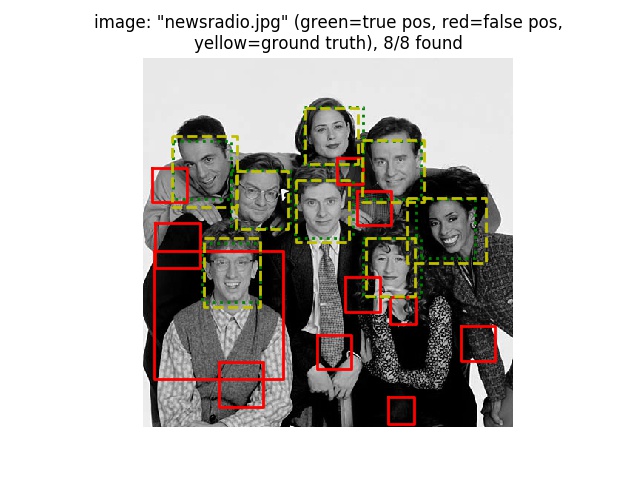 image: "newsradio.jpg" (green=true pos, red=false pos,
yellow=ground truth), 8/8 found